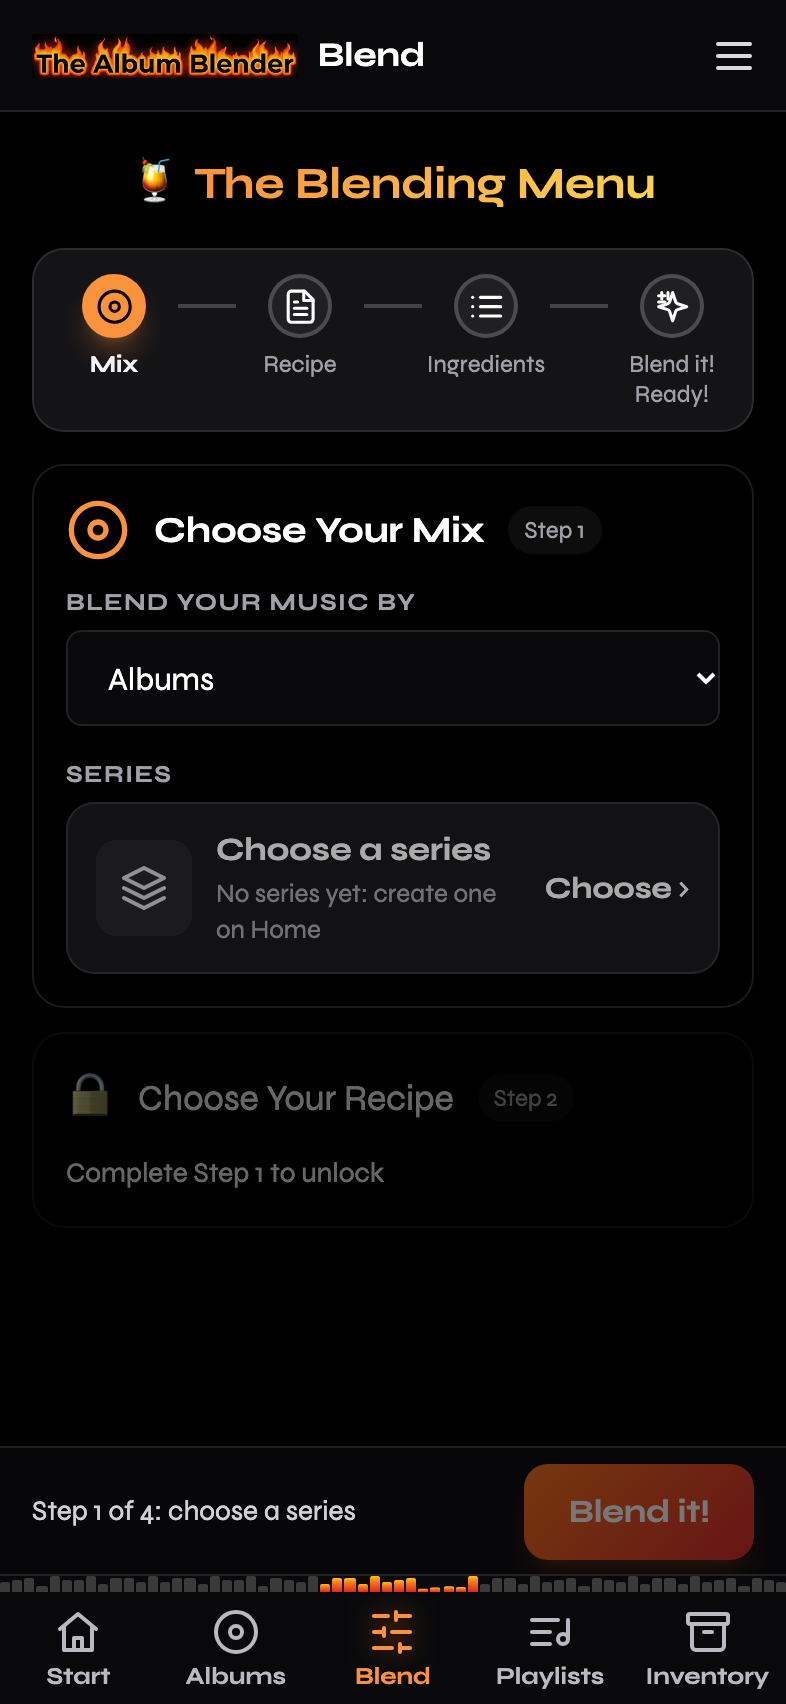 The Album Blender Blend
The Blending Menu
Mix
Recipe
Ingredients
Blend it!
Ready!
Choose Your Mix
Step 1
BLEND YOUR MUSIC BY
Albums
SERIES
Choose a series
No series yet: create one
on Home
Choose ›
Choose Your Recipe
Step 2
Complete Step 1 to unlock
Step 1 of 4: choose a series
Blend it!
Start
Albums
Blend
Playlists
Inventory